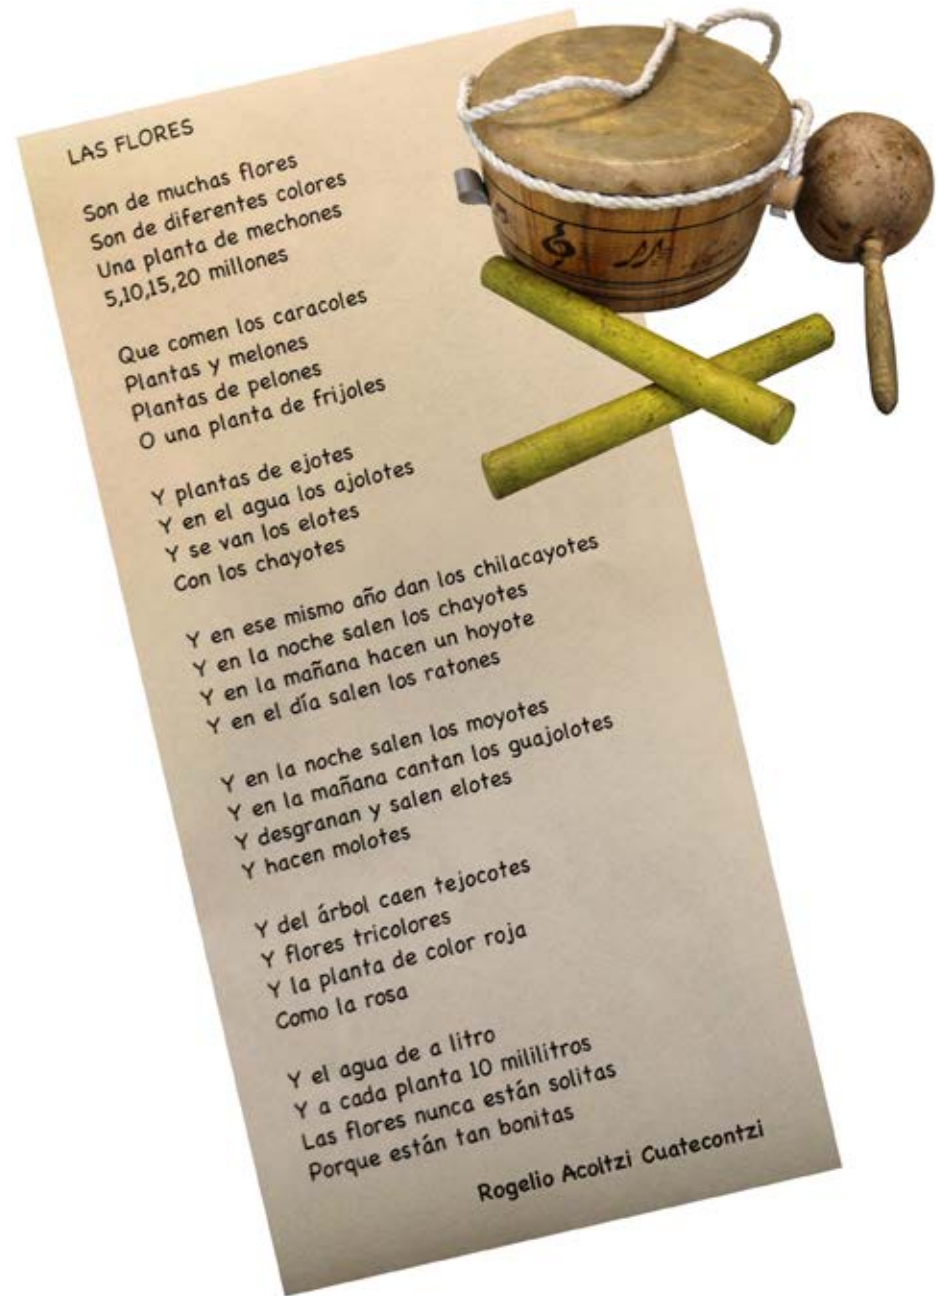 LAS FLORES
Son de muchas flores
Son de diferentes colores
Una planta de mechones
5,10,15,20 millones
Que comen los caracoles
Plantas y melones
Plantas de pelones
O una planta de frijoles
Y plantas de ejotes
Y en el agua los ajolotes
Y se van los elotes
Con los chayotes
Y en ese mismo año dan los chilacayotes
Y en la noche salen los chayotes
Y en la mañana hacen un hoyote
Y en el día salen los ratones
Y en la noche salen los moyotes
Y en la mañana cantan los guajolotes
Y desgranan y salen elotes
Y hacen molotes
Y del árbol caen tejocotes
Y flores tricolores
Y la planta de color roja
Como la rosa
Y el agua de a litro
Y a cada planta 10 mililitros
Las flores nunca están solitas
Porque están tan bonitas
Rogelio Acoltzi Cuatecontzi